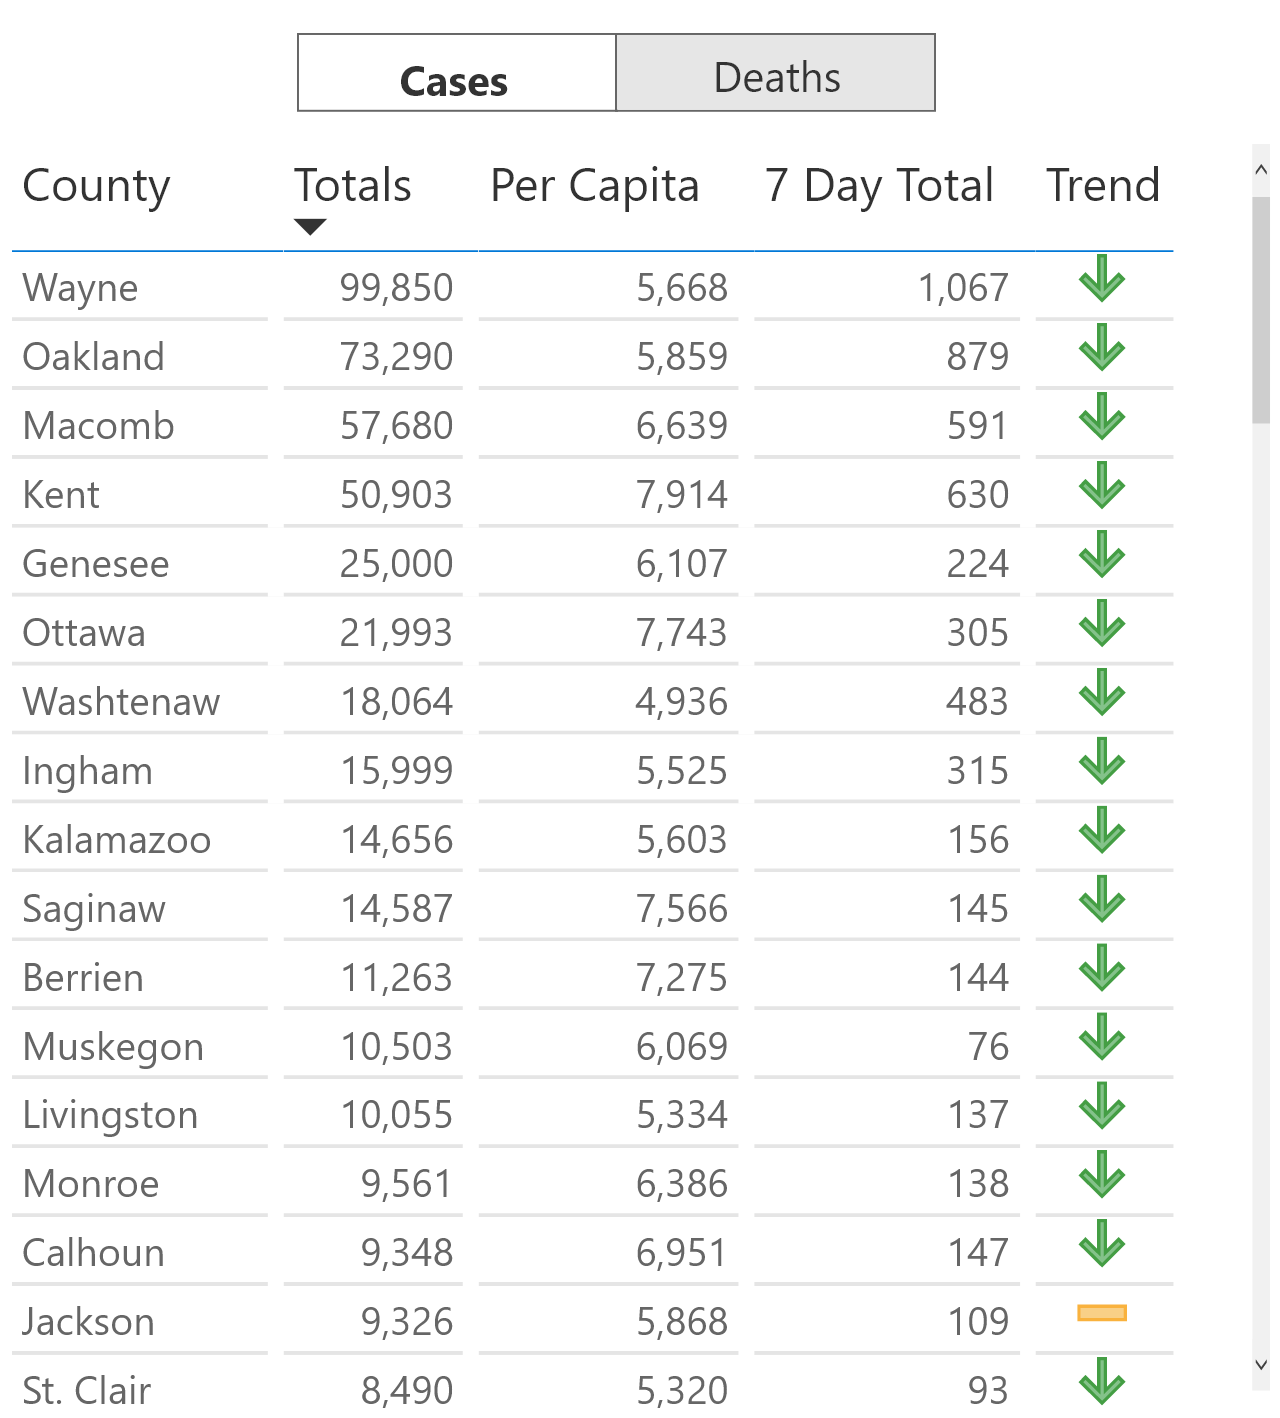 Cases Deaths
County Totals Per Capita 7 Day Total Trend
Wayne 99,850 5,668 1,067
Oakland 73,290 5,859 879
Macomb 57,680 6,639 591
Kent 50,903 7,914 630
Genesee 25,000 6,107 224
Ottawa 21,993 7,743 305
Washtenaw 18,064 4,936 483
Ingham 15,999 5,525 315
Kalamazoo 14,656 5,603 156
Saginaw 14,587 7,566 145
Berrien 11,263 7,275 144
Muskegon 10,503 6,069 76
Livingston 10,055 5,334 137
Monroe 9,561 6,386 138
Calhoun 9,348 6,951 147
Jackson 9,326 5,868 109
St. Clair 8,490 5,320 93